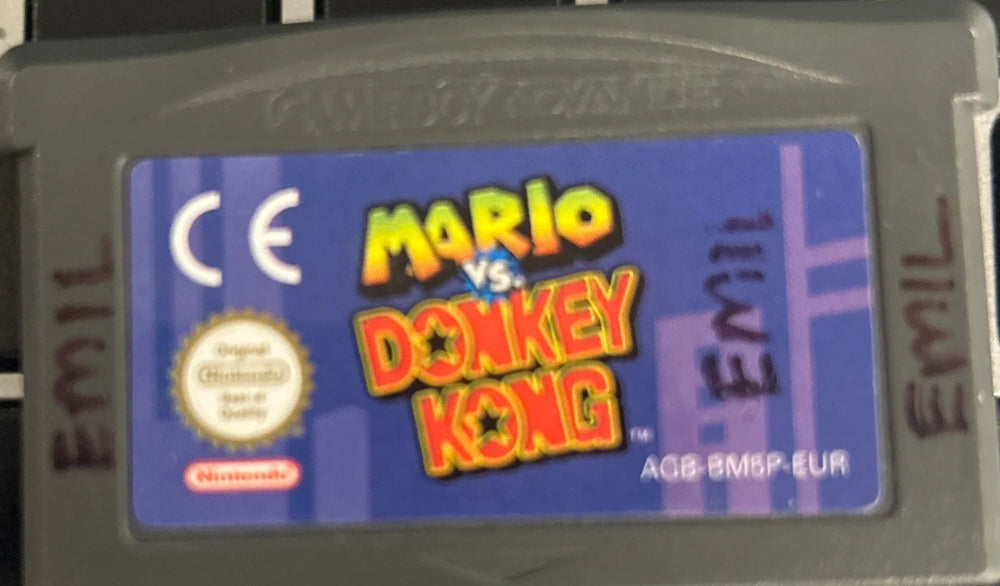 GAME BOY ADVANCE
CE
MARIO
VS.
DONKEY
KONG
TM
Original
Nintendo
Seal of
Quality
Nintendo
AGB-BM5P-EUR
EMIL
EMIL
EMIL